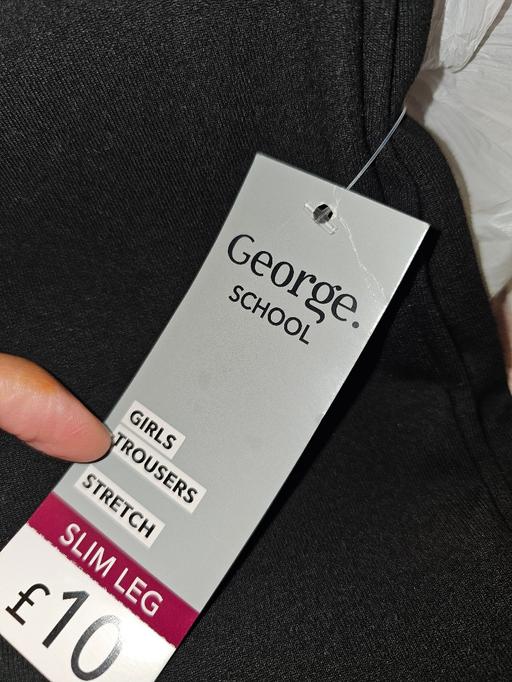 George.
SCHOOL
GIRLS
TROUSERS
STRETCH
SLIM LEG
£10